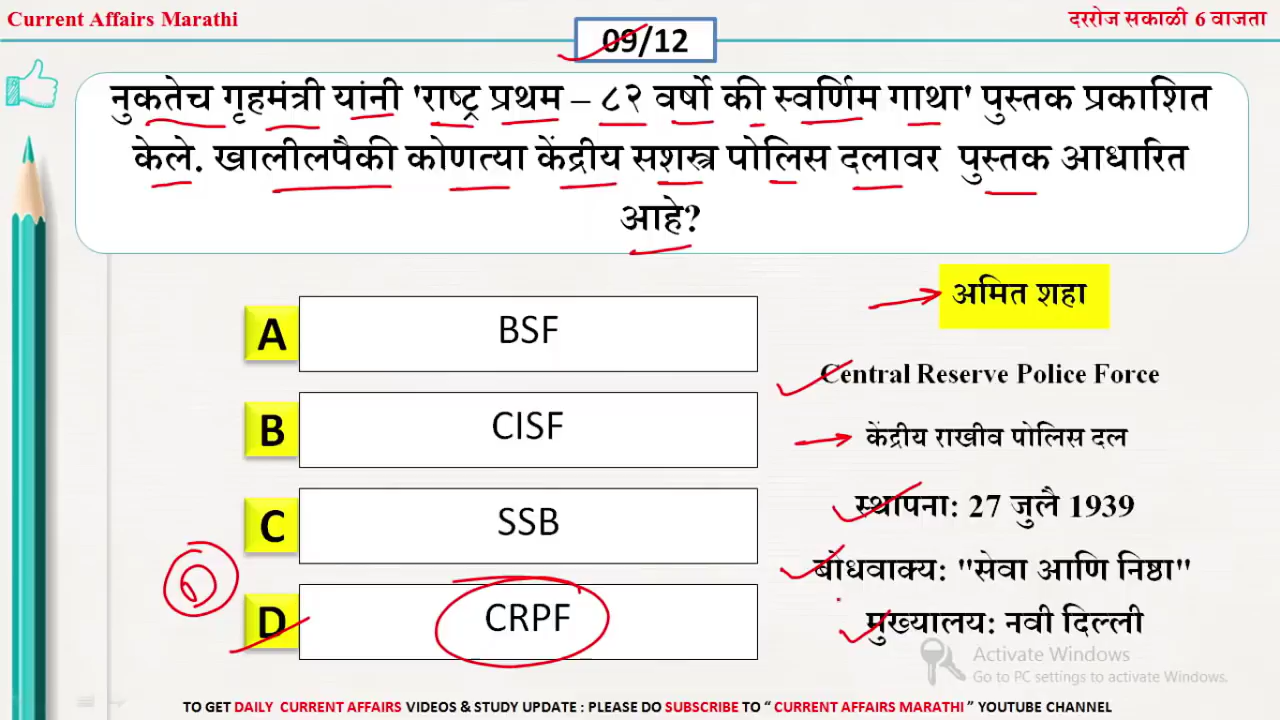 Current Affairs Marathi
दररोज सकाळी 6 वाजता
09/12
नुकतेच गृहमंत्री यांनी 'राष्ट्र प्रथम – ८२ वर्षो की स्वर्णिम गाथा' पुस्तक प्रकाशित
केले. खालीलपैकी कोणत्या केंद्रीय सशस्त्र पोलिस दलावर पुस्तक आधारित
आहे?
अमित शहा
A BSF
Central Reserve Police Force
B CISF
केंद्रीय राखीव पोलिस दल
C SSB
स्थापना: 27 जुलै 1939
बोधवाक्य: "सेवा आणि निष्ठा"
D CRPF
मुख्यालय: नवी दिल्ली
Activate Windows
Go to PC settings to activate Windows.
TO GET DAILY CURRENT AFFAIRS VIDEOS & STUDY UPDATE : PLEASE DO SUBSCRIBE TO “ CURRENT AFFAIRS MARATHI ” YOUTUBE CHANNEL